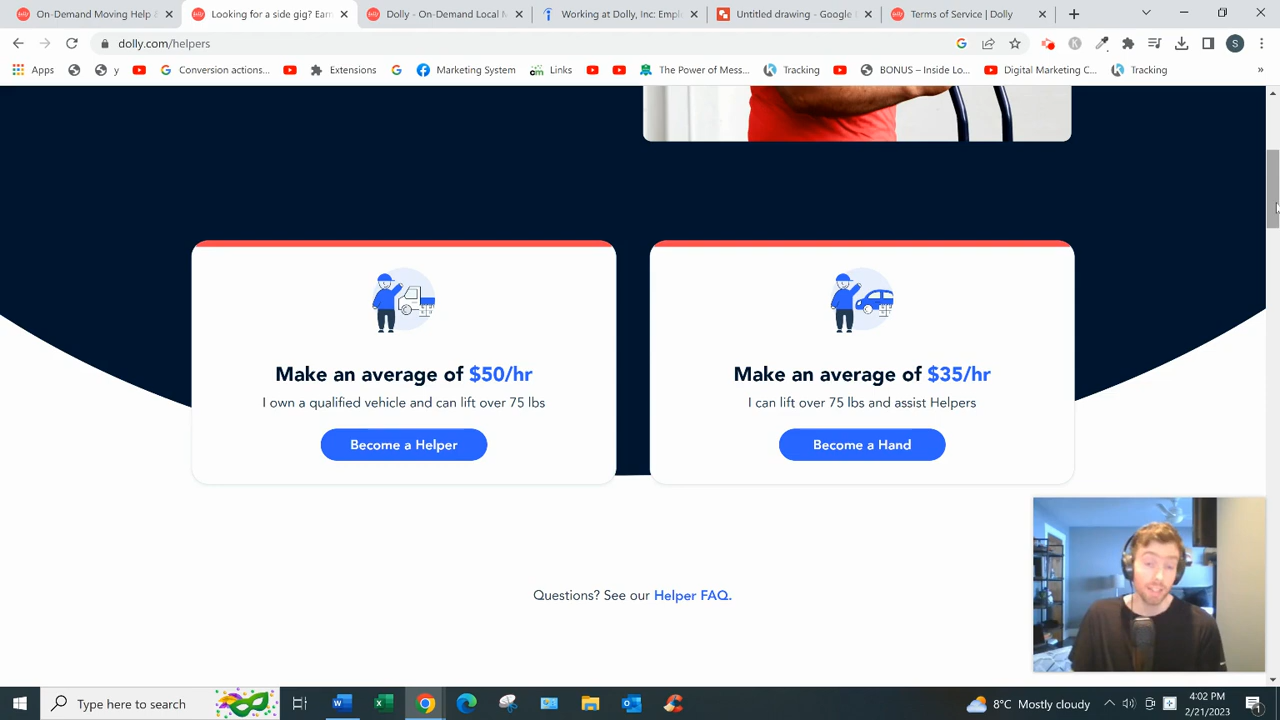 On-Demand Moving Help &
Looking for a side gig? Earn
Dolly - On-Demand Local M
Working at Dolly, Inc: Empl
Untitled drawing - Google
Terms of Service | Dolly
dolly.com/helpers
S
Apps
y
Conversion actions...
Extensions
Marketing System
Links
The Power of Mess...
Tracking
BONUS – Inside Lo...
Digital Marketing C...
Tracking
»
Make an average of $50/hr
I own a qualified vehicle and can lift over 75 lbs
Become a Helper
Make an average of $35/hr
I can lift over 75 lbs and assist Helpers
Become a Hand
Questions? See our Helper FAQ.
Type here to search
8°C Mostly cloudy
4:02 PM
2/21/2023
1